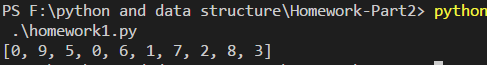 PS F:\python and data structure\Homework-Part2> python
.\homework1.py
[0, 9, 5, 0, 6, 1, 7, 2, 8, 3]